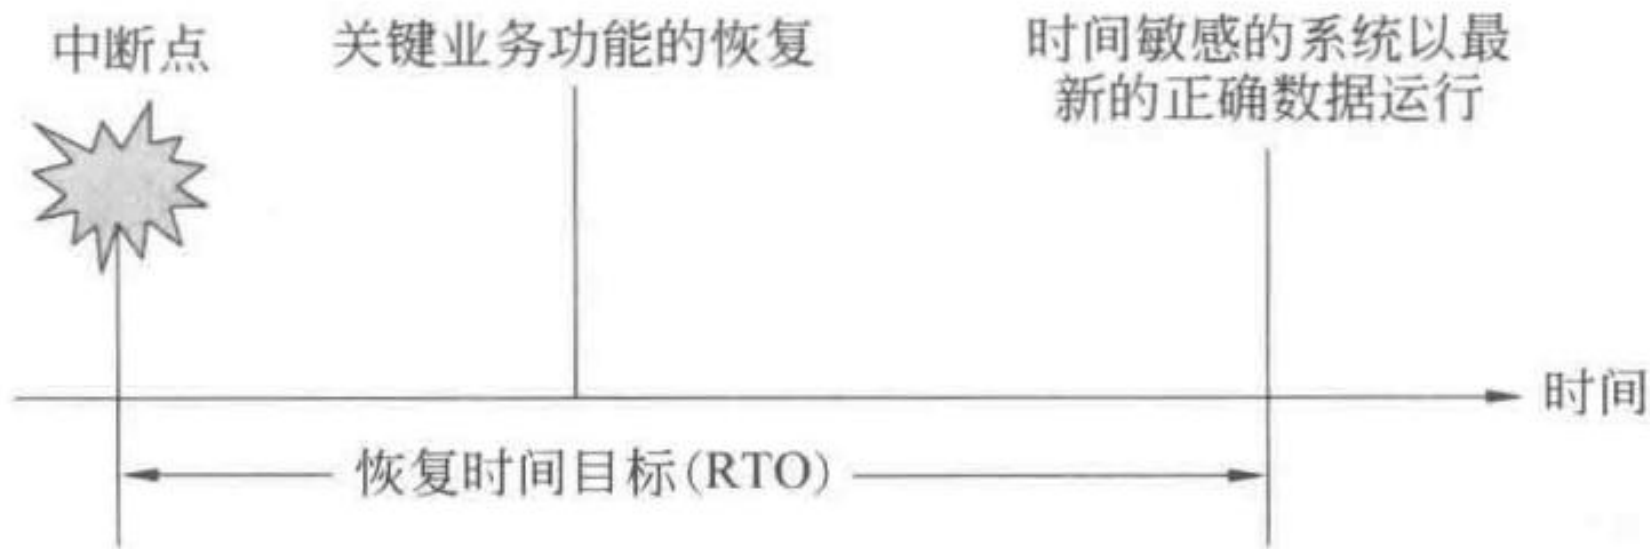 中断点
关键业务功能的恢复
时间敏感的系统以最
新的正确数据运行
时间
恢复时间目标(RTO)